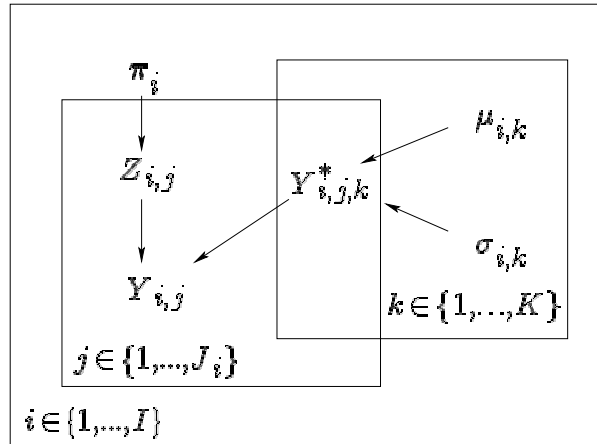 π_i
μ_{i,k}
Z_{i,j}
Y^*_{i,j,k}
σ_{i,k}
Y_{i,j}
k ∈ {1,...,K}
j ∈ {1,...,J_i}
i ∈ {1,...,I}